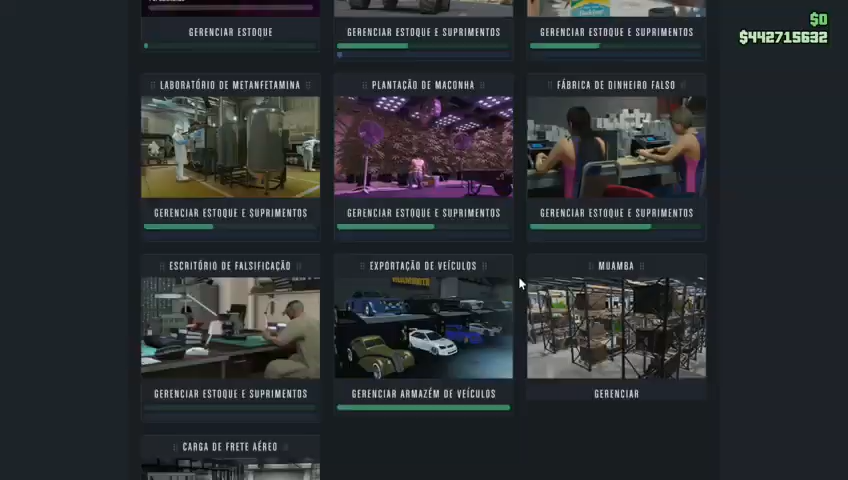 $0
$442715632
GERENCIAR ESTOQUE
GERENCIAR ESTOQUE E SUPRIMENTOS
GERENCIAR ESTOQUE E SUPRIMENTOS
LABORATÓRIO DE METANFETAMINA
PLANTAÇÃO DE MACONHA
FÁBRICA DE DINHEIRO FALSO
GERENCIAR ESTOQUE E SUPRIMENTOS
GERENCIAR ESTOQUE E SUPRIMENTOS
GERENCIAR ESTOQUE E SUPRIMENTOS
ESCRITÓRIO DE FALSIFICAÇÃO
EXPORTAÇÃO DE VEÍCULOS
MUAMBA
GERENCIAR ESTOQUE E SUPRIMENTOS
GERENCIAR ARMAZÉM DE VEÍCULOS
GERENCIAR
CARGA DE FRETE AÉREO